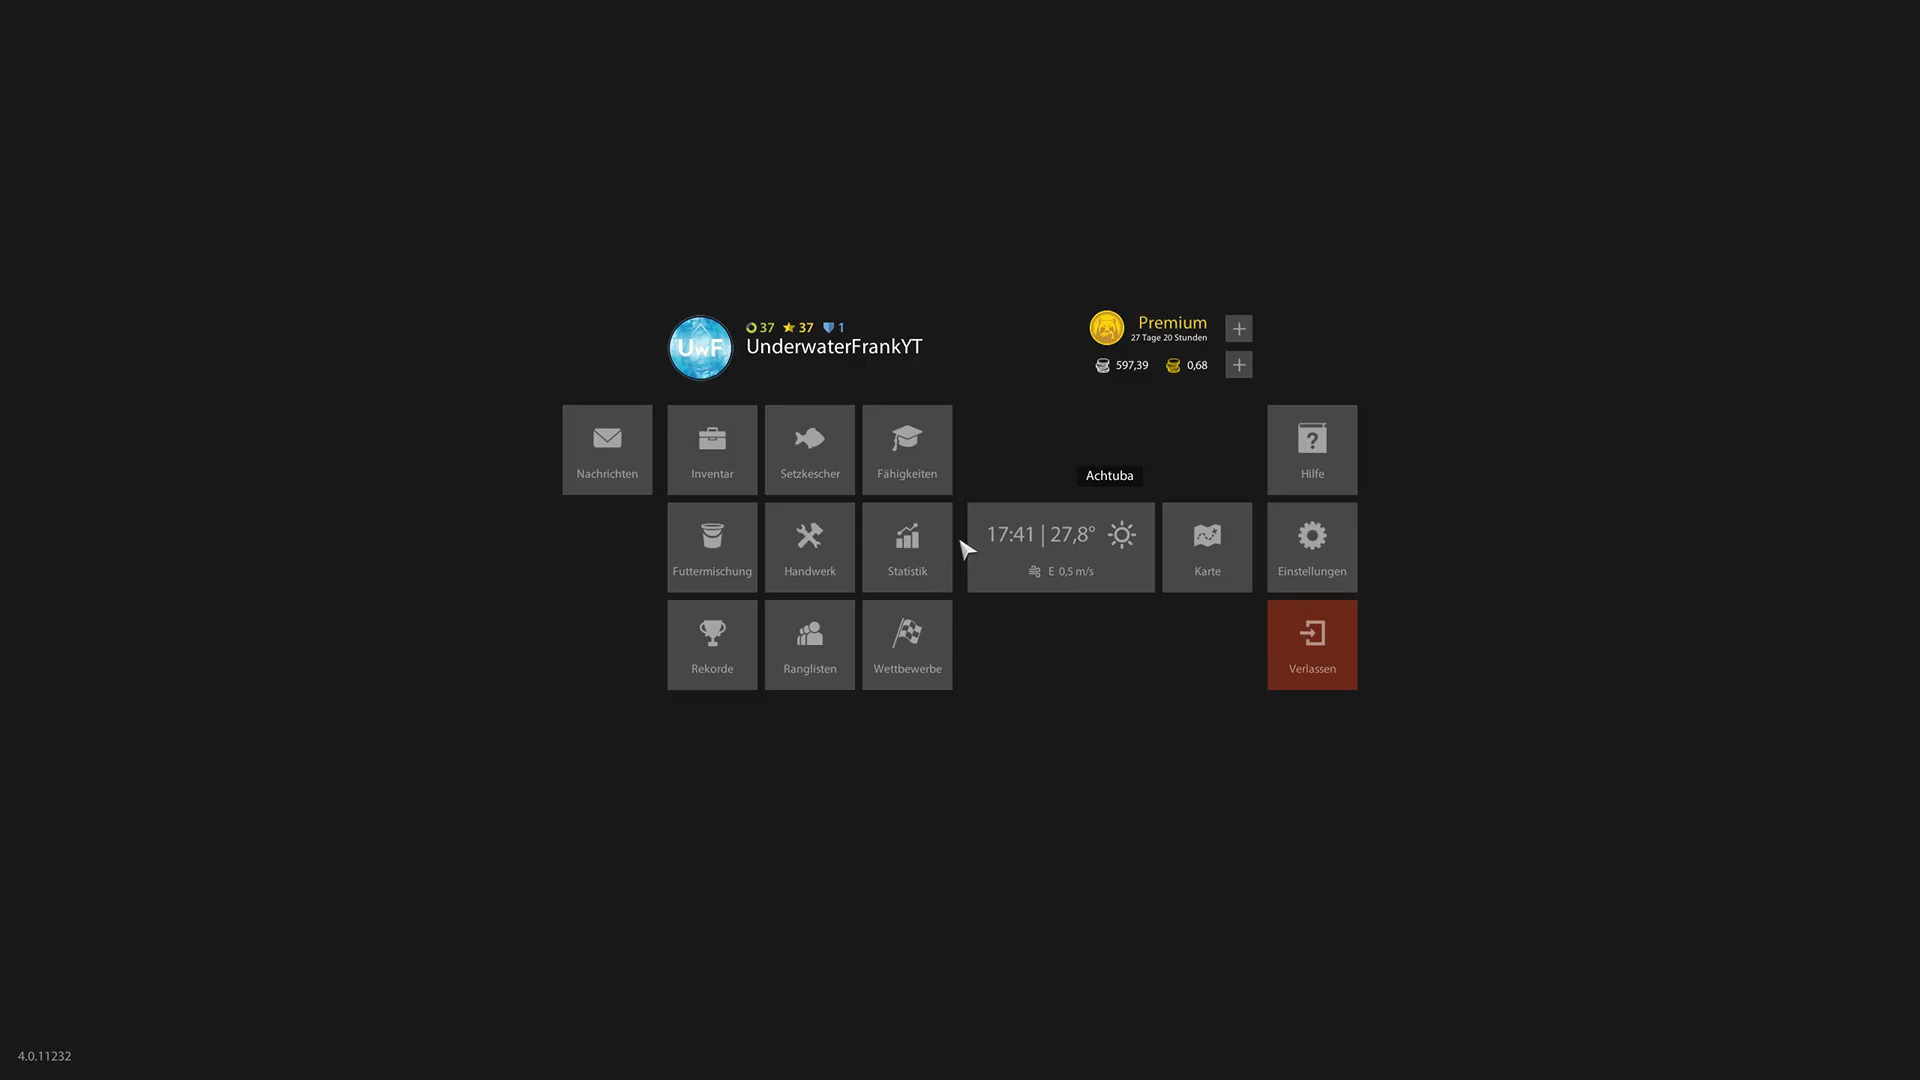 37 37 1
UwF
UnderwaterFrankYT
Premium
27 Tage 20 Stunden
597,39 0,68
Nachrichten
Inventar
Setzkescher
Fähigkeiten
Achtuba
Hilfe
Futtermischung
Handwerk
Statistik
17:41 | 27,8°
E 0,5 m/s
Karte
Einstellungen
Rekorde
Ranglisten
Wettbewerbe
Verlassen
4.0.11232